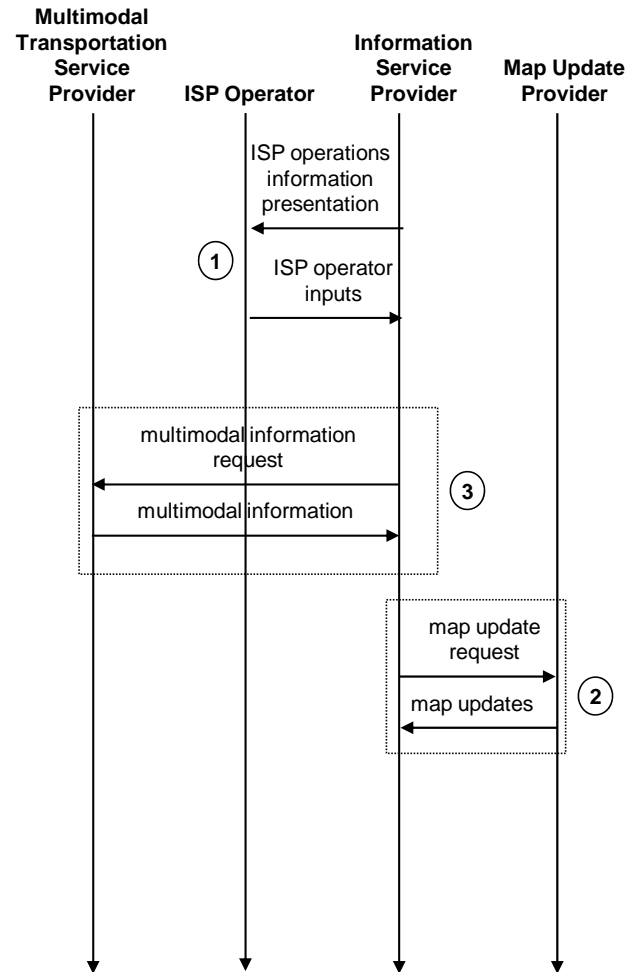 Multimodal
Transportation
Service
Provider
ISP Operator
Information
Service
Provider
Map Update
Provider
ISP operations
information
presentation
1
ISP operator
inputs
multimodal information
request
3
multimodal information
map update
request
2
map updates